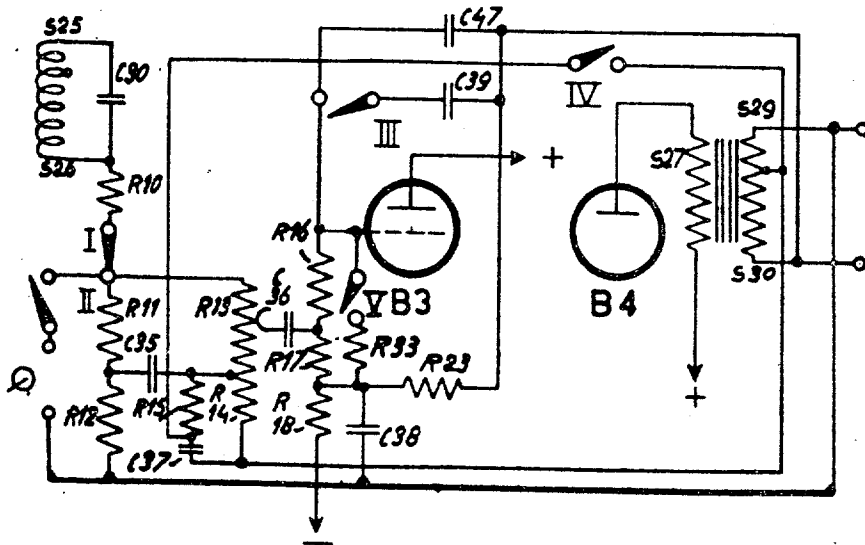 S25
C30
S26
R10
I
II
R11
C35
R12
R15
C37
R13
R
14
R16
C
36
R17
R
18
V
R33
R23
C38
C47
C39
III
IV
B3
+
B4
S27
S29
S30
+
−